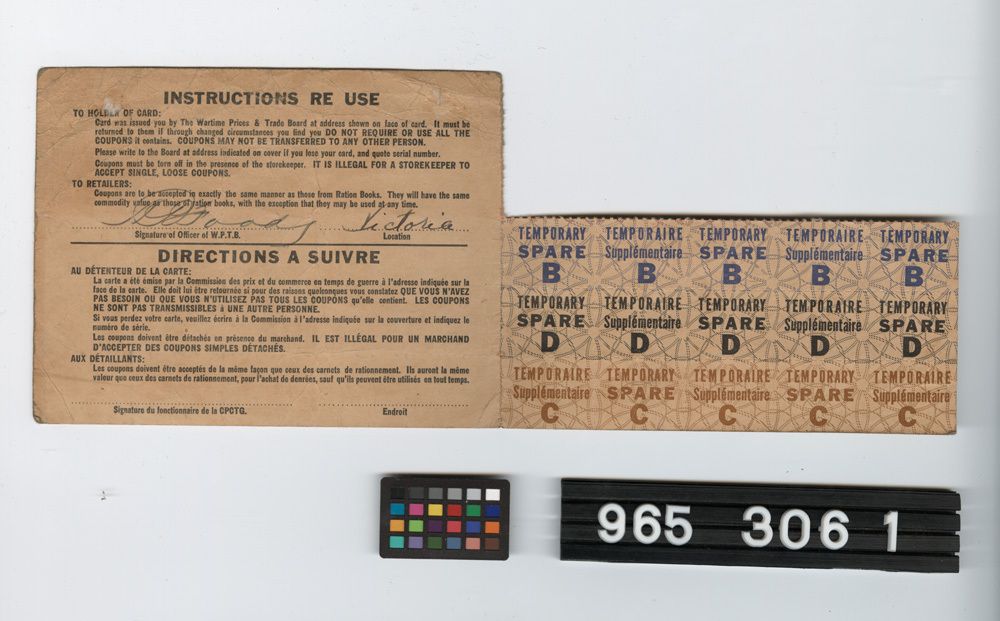 INSTRUCTIONS RE USE
TO HOLDER OF CARD:
Card was issued you by The Wartime Prices & Trade Board at address shown on face of card. It must be
returned to them if through changed circumstances you find you DO NOT REQUIRE OR USE ALL THE
COUPONS it contains. COUPONS MAY NOT BE TRANSFERRED TO ANY OTHER PERSON.
Please write to the Board at address indicated on cover if you lose your card, and quote serial number.
Coupons must be torn off in the presence of the storekeeper. IT IS ILLEGAL FOR A STOREKEEPER TO
ACCEPT SINGLE, LOOSE COUPONS.
TO RETAILERS:
Coupons are to be accepted in exactly the same manner as those from Ration Books. They will have the same
commodity value as those of ration books, with the exception that they may be used at any time.
Victoria
Signature of Officer of W.P.T.B. Location
DIRECTIONS A SUIVRE
AU DÉTENTEUR DE LA CARTE:
La carte a été émise par la Commission des prix et du commerce en temps de guerre à l'adresse indiquée sur la
face de la carte. Elle doit lui être retournée si pour des raisons quelconques vous constatez QUE VOUS N'AVEZ
PAS BESOIN OU QUE VOUS N'UTILISEZ PAS TOUS LES COUPONS qu'elle contient. LES COUPONS
NE SONT PAS TRANSMISSIBLES à UNE AUTRE PERSONNE.
Si vous perdez votre carte, veuillez écrire à la Commission à l'adresse indiquée sur la couverture et indiquez le
numéro de série.
Les coupons doivent être détachés en présence du marchand. IL EST ILLÉGAL POUR UN MARCHAND
D'ACCEPTER DES COUPONS SIMPLES DÉTACHÉS.
AUX DÉTAILLANTS:
Les coupons doivent être acceptés de la même façon que ceux des carnets de rationnement. Ils auront la même
valeur que ceux des carnets de rationnement, pour l'achat de denrées, sauf qu'ils peuvent être utilisés en tout temps.
Signature du fonctionnaire de la CPCTG. Endroit
TEMPORARY TEMPORAIRE TEMPORARY TEMPORAIRE TEMPORARY
SPARE Supplémentaire SPARE Supplémentaire SPARE
B B B B B
TEMPORARY TEMPORAIRE TEMPORARY TEMPORAIRE TEMPORARY
SPARE Supplémentaire SPARE Supplémentaire SPARE
D D D D D
TEMPORAIRE TEMPORARY TEMPORAIRE TEMPORARY TEMPORAIRE
Supplémentaire SPARE Supplémentaire SPARE Supplémentaire
C C C C C
965 306 1